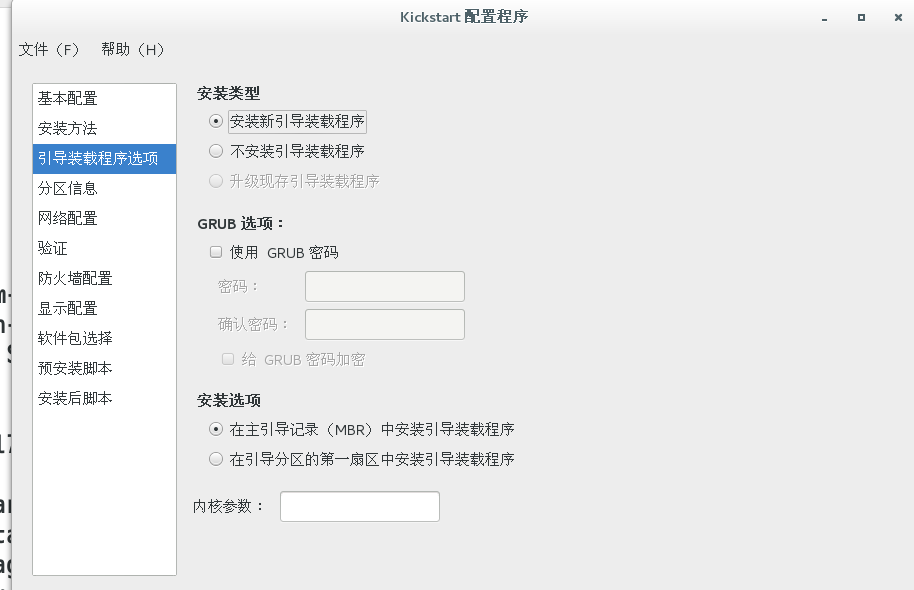 Kickstart 配置程序
文件（F） 帮助（H）
基本配置
安装方法
引导装载程序选项
分区信息
网络配置
验证
防火墙配置
显示配置
软件包选择
预安装脚本
安装后脚本
安装类型
安装新引导装载程序
不安装引导装载程序
升级现存引导装载程序
GRUB 选项：
使用 GRUB 密码
密码：
确认密码：
给 GRUB 密码加密
安装选项
在主引导记录（MBR）中安装引导装载程序
在引导分区的第一扇区中安装引导装载程序
内核参数：